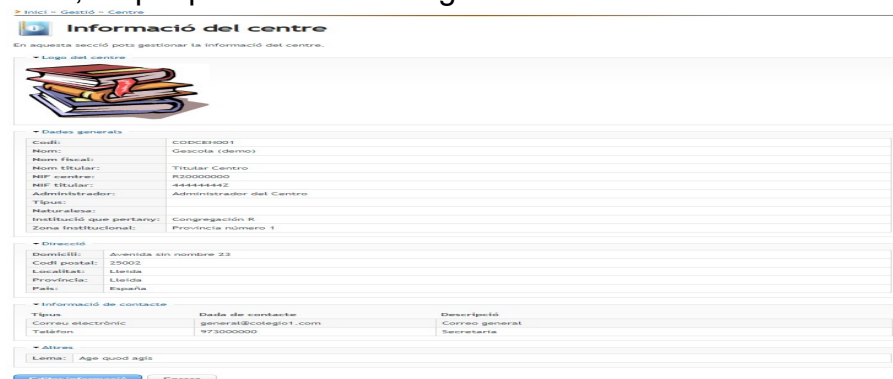 > Inici - Gestió - Centre
Informació del centre
En aquesta secció pots gestionar la informació del centre.
Logo del centre
Dades generals
Codi: CODCEH001
Nom: Gescola (demo)
Nom fiscal:
Nom titular: Titular Centro
NIF centre: R20000000
NIF titular: 44444444Z
Administrador: Administrador del Centro
Tipus:
Naturalesa:
Institució que pertany: Congregación R
Zona institucional: Provincia número 1
Direcció
Domicili: Avenida sin nombre 23
Codi postal: 25002
Localitat: Lleida
Província: Lleida
País: España
Informació de contacte
Tipus Dada de contacte Descripció
Correu electrònic general@colegio1.com Correo general
Telèfon 973000000 Secretaria
Altres
Lema: Age quod agis